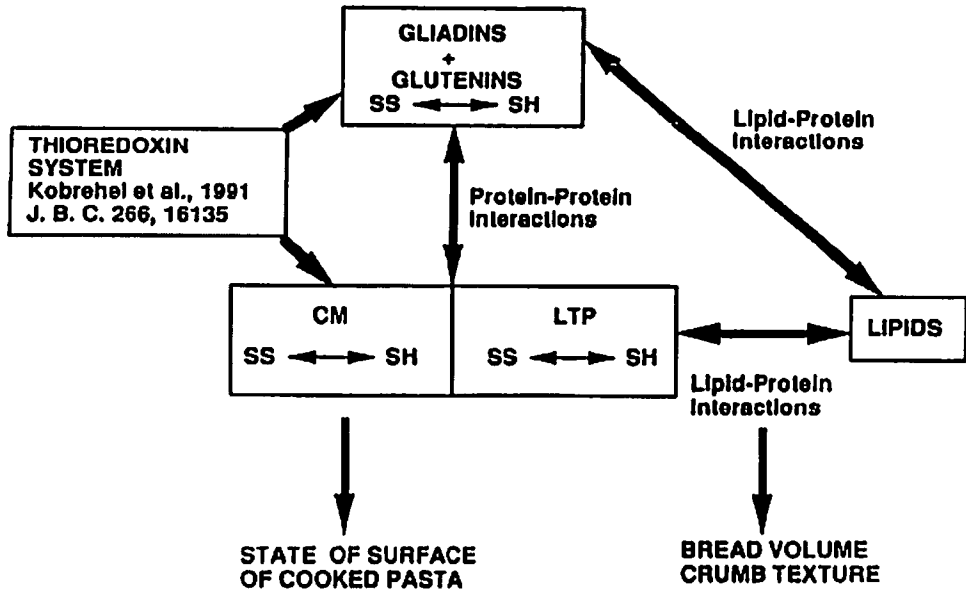 GLIADINS
+
GLUTENINS
SS SH
Lipid-Protein
Interactions
THIOREDOXIN
SYSTEM
Kobrehel et al., 1991
J. B. C. 266, 16135
Protein-Protein
Interactions
CM
SS SH
LTP
SS SH
LIPIDS
Lipid-Protein
Interactions
STATE OF SURFACE
OF COOKED PASTA
BREAD VOLUME
CRUMB TEXTURE